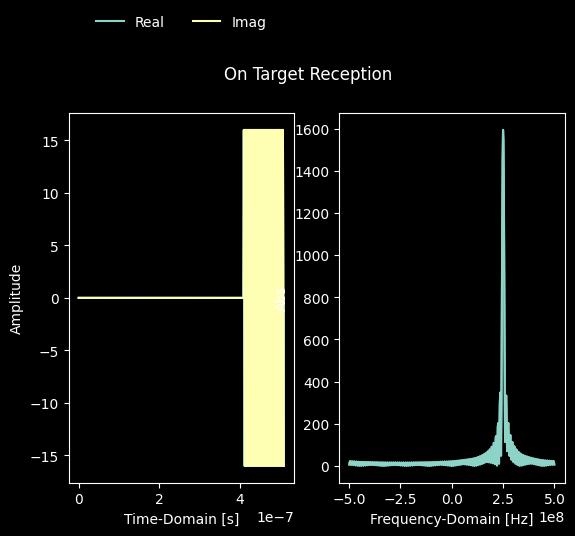 Real Imag
On Target Reception
Amplitude
15
10
5
0
−5
−10
−15
0 2 4
1e−7
Time-Domain [s]
Abs
1600
1400
1200
1000
800
600
400
200
0
−5.0 −2.5 0.0 2.5 5.0
1e8
Frequency-Domain [Hz]